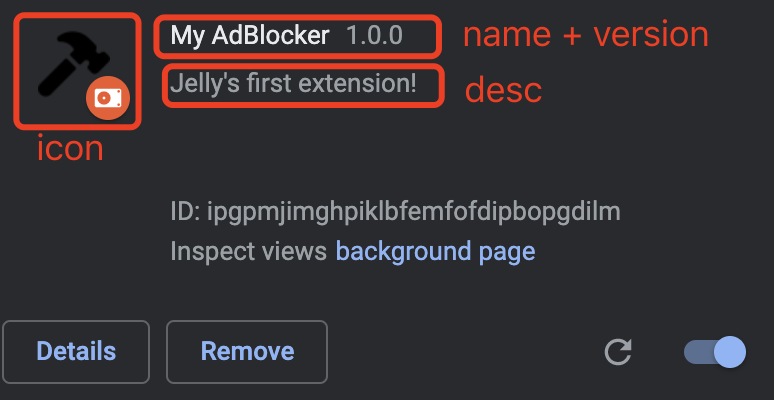 My AdBlocker 1.0.0 name + version
Jelly's first extension! desc
icon
ID: ipgpmjimghpiklbfemfofdipbopgdilm
Inspect views background page
Details Remove